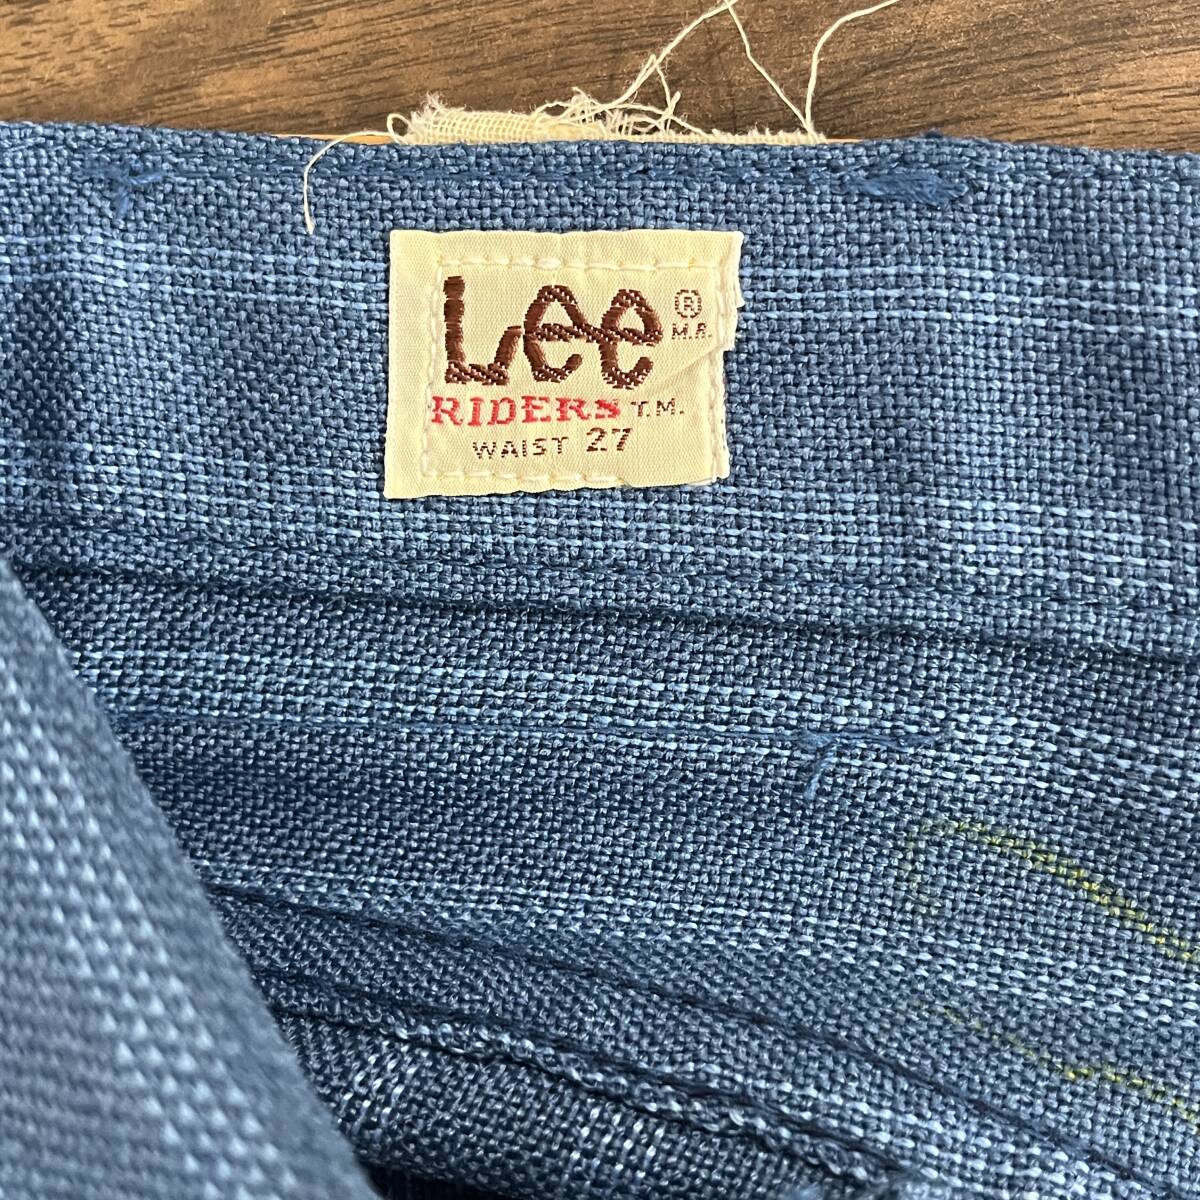 Lee ®
M.R.
RIDERS T.M.
WAIST 27